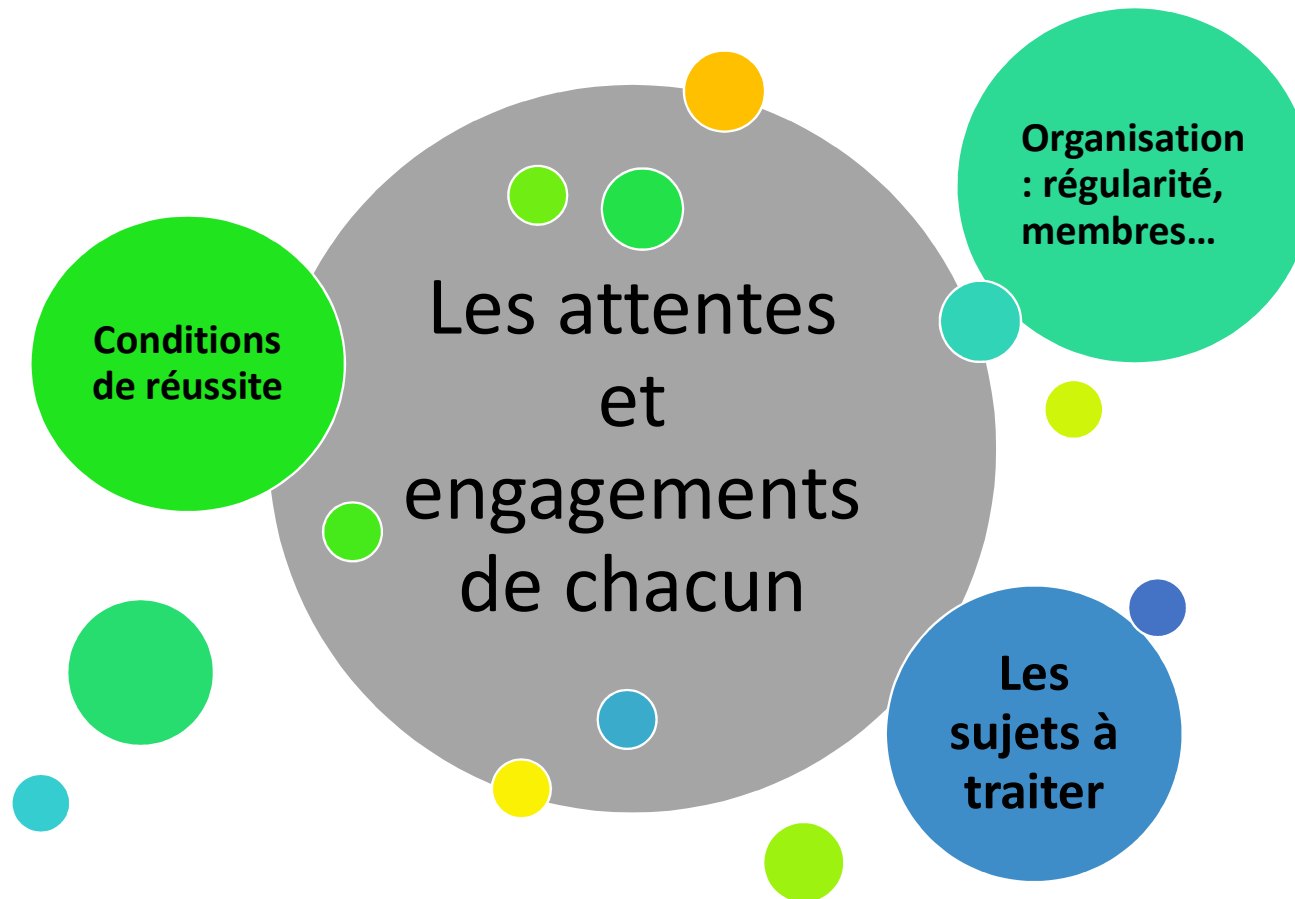 Les attentes
et
engagements
de chacun
Conditions
de réussite
Organisation
: régularité,
membres…
Les
sujets à
traiter